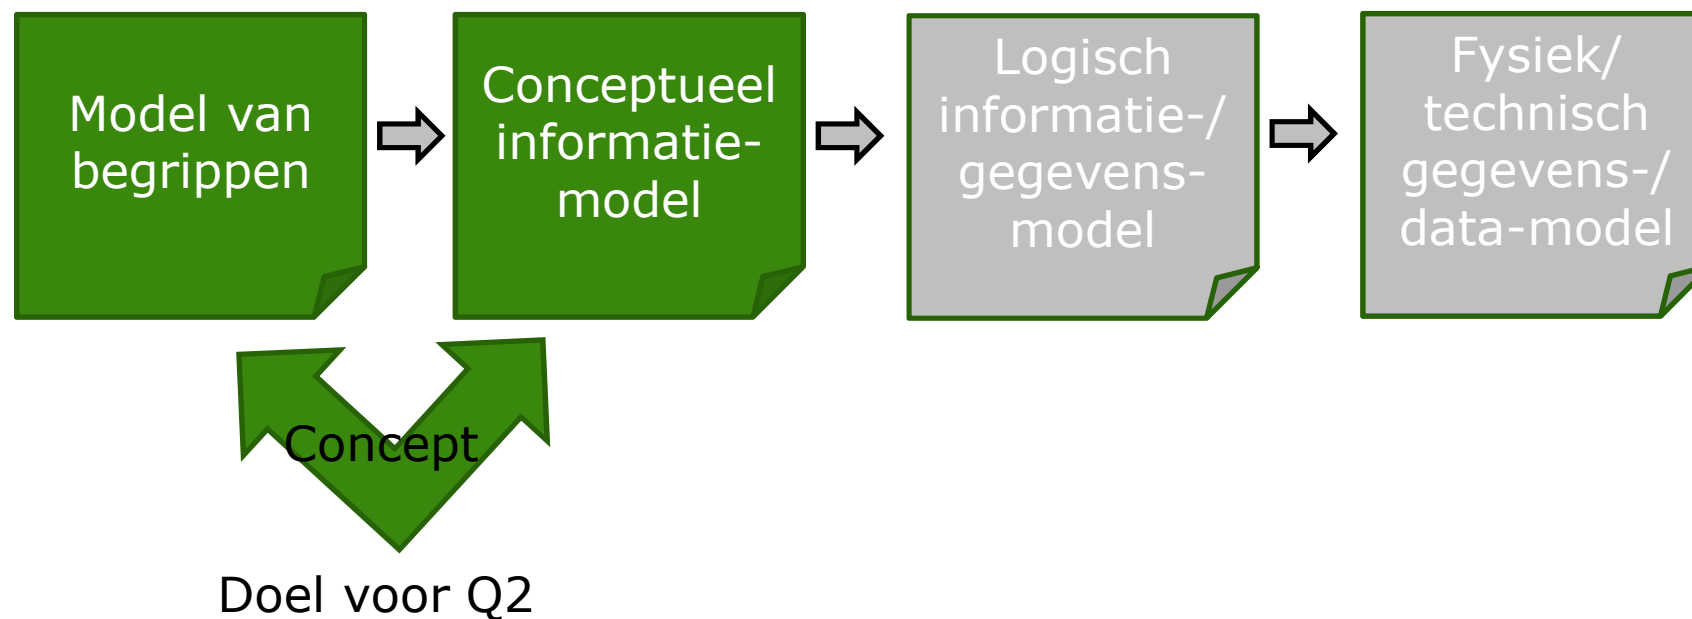 Model van
begrippen
Conceptueel
informatie-
model
Logisch
informatie-/
gegevens-
model
Fysiek/
technisch
gegevens-/
data-model
Concept
Doel voor Q2